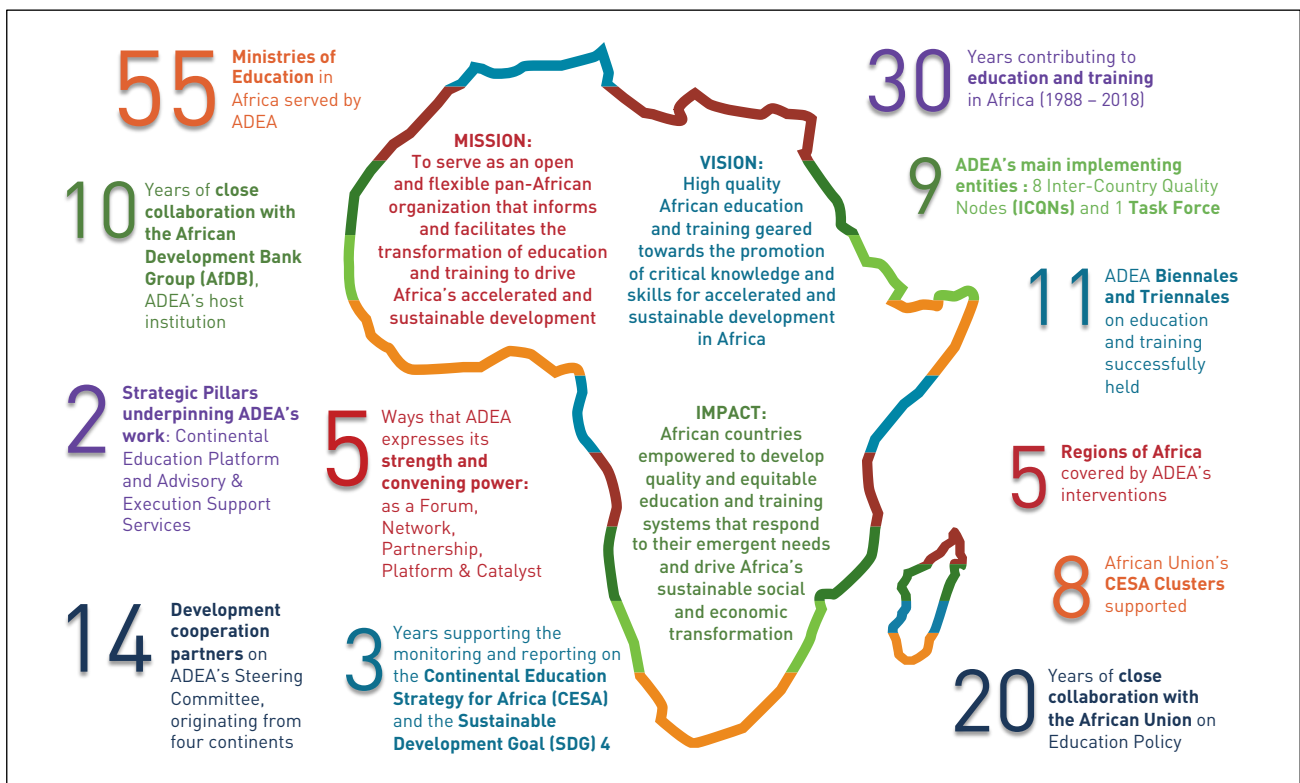 55
Ministries of
Education in
Africa served by
ADEA
10
Years of close
collaboration with
the African
Development Bank
Group (AfDB),
ADEA's host
institution
2
Strategic Pillars
underpinning ADEA's
work: Continental
Education Platform
and Advisory &
Execution Support
Services
14
Development
cooperation
partners on
ADEA's Steering
Committee,
originating from
four continents
MISSION:
To serve as an open
and flexible pan-African
organization that informs
and facilitates the
transformation of education
and training to drive
Africa's accelerated and
sustainable development
VISION:
High quality
African education
and training geared
towards the promotion
of critical knowledge and
skills for accelerated and
sustainable development
in Africa
5
Ways that ADEA
expresses its
strength and
convening power:
as a Forum,
Network,
Partnership,
Platform & Catalyst
3
Years supporting the
monitoring and reporting on
the Continental Education
Strategy for Africa (CESA)
and the Sustainable
Development Goal (SDG) 4
IMPACT:
African countries
empowered to develop
quality and equitable
education and training
systems that respond
to their emergent needs
and drive Africa's
sustainable social
and economic
transformation
30
Years contributing to
education and training
in Africa (1988 – 2018)
9
ADEA's main implementing
entities : 8 Inter-Country Quality
Nodes (ICQNs) and 1 Task Force
11
ADEA Biennales
and Triennales
on education
and training
successfully
held
5
Regions of Africa
covered by ADEA's
interventions
8
African Union's
CESA Clusters
supported
20
Years of close
collaboration with
the African Union on
Education Policy